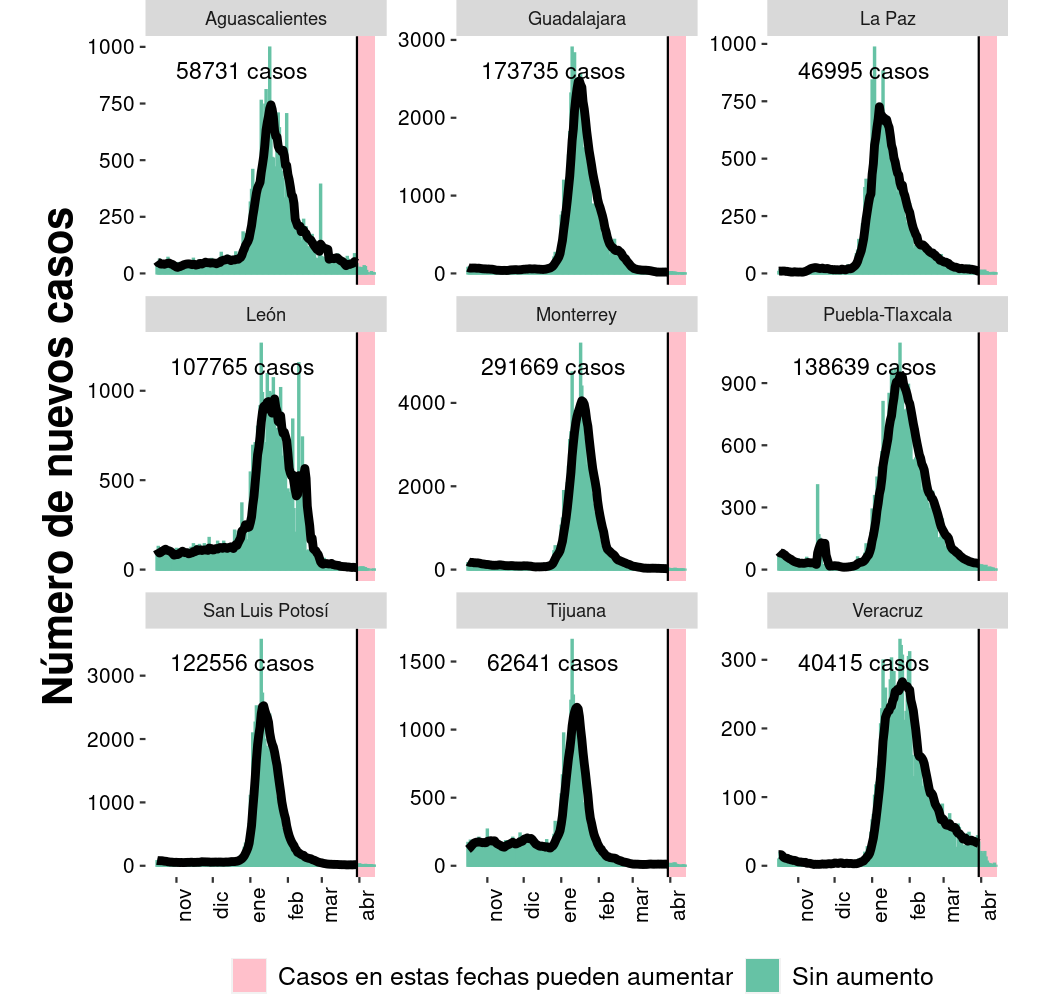 Número de nuevos casos
Aguascalientes
58731 casos
1000
750
500
250
0
Guadalajara
173735 casos
3000
2000
1000
0
La Paz
46995 casos
1000
750
500
250
0
León
107765 casos
1000
500
0
Monterrey
291669 casos
4000
2000
0
Puebla-Tlaxcala
138639 casos
900
600
300
0
San Luis Potosí
122556 casos
3000
2000
1000
0
nov
dic
ene
feb
mar
abr
Tijuana
62641 casos
1500
1000
500
0
nov
dic
ene
feb
mar
abr
Veracruz
40415 casos
300
200
100
0
nov
dic
ene
feb
mar
abr
Casos en estas fechas pueden aumentar
Sin aumento